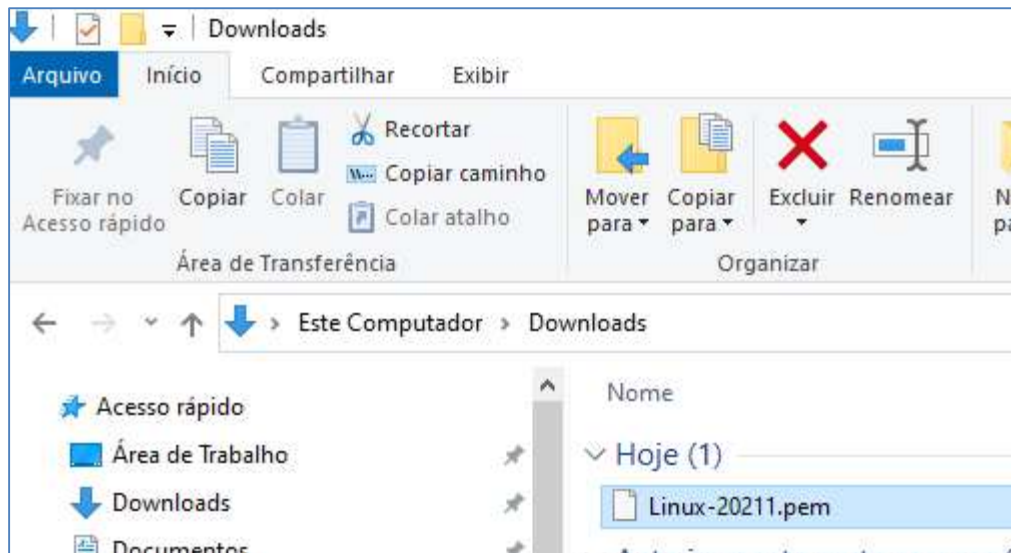 Downloads
Arquivo Início Compartilhar Exibir
Fixar no
Acesso rápido
Copiar
Colar
Recortar
Copiar caminho
Colar atalho
Área de Transferência
Mover
para
Copiar
para
Excluir
Renomear
Organizar
Este Computador Downloads
Acesso rápido
Área de Trabalho
Downloads
Documentos
Nome
Hoje (1)
Linux-20211.pem